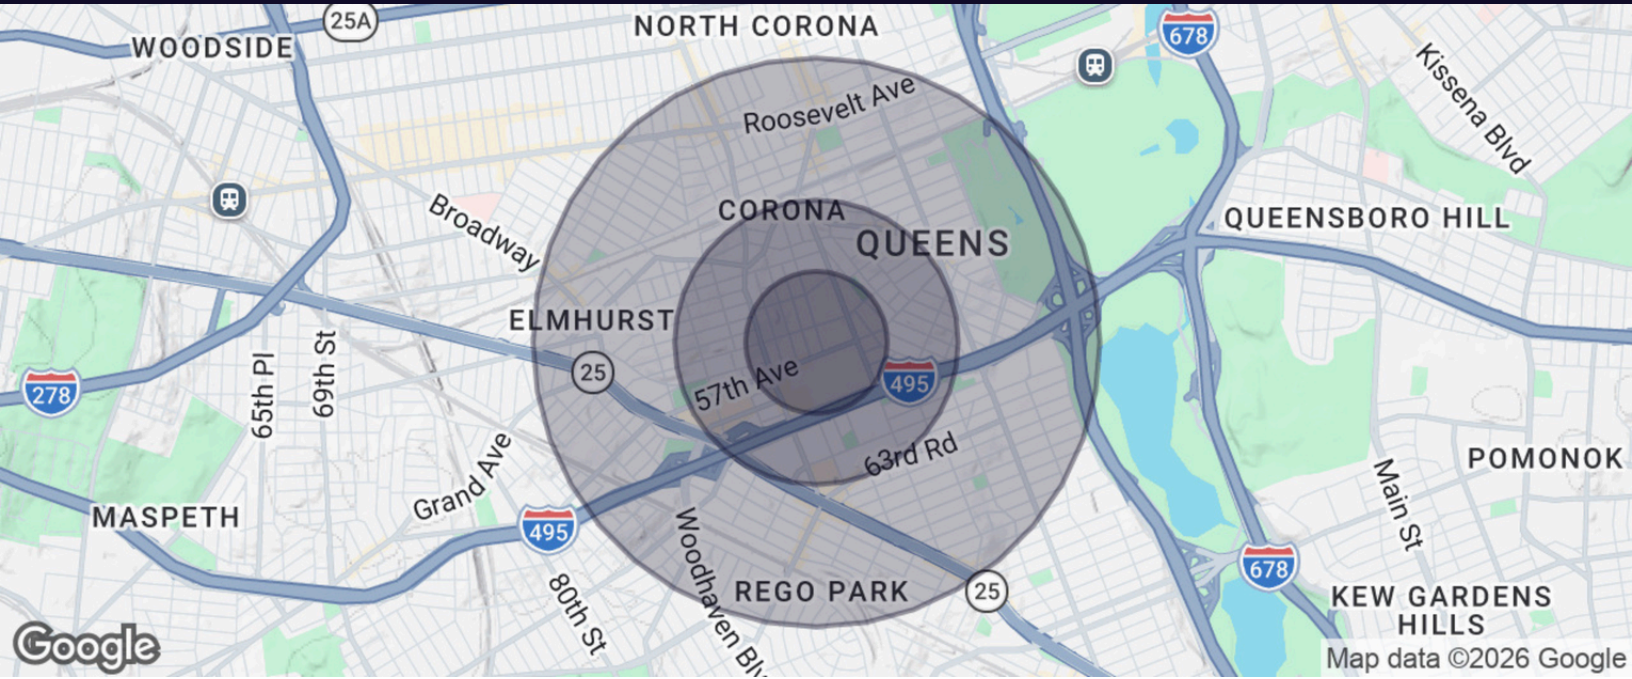 25A
NORTH CORONA
678
WOODSIDE
Kissena Blvd
Roosevelt Ave
Broadway
CORONA
QUEENS
QUEENSBORO HILL
ELMHURST
25
278
65th Pl
69th St
57th Ave
495
63rd Rd
Grand Ave
POMONOK
Main St
MASPETH
495
Woodhaven Blv
80th St
REGO PARK
25
678
KEW GARDENS
HILLS
Google
Map data ©2026 Google